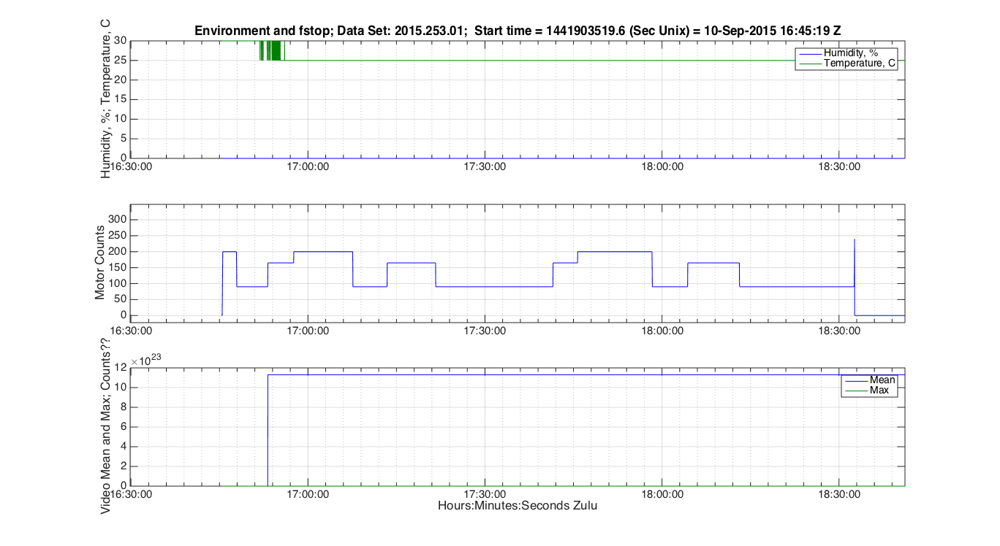 Environment and fstop; Data Set: 2015.253.01;  Start time = 1441903519.6 (Sec Unix) = 10-Sep-2015 16:45:19 Z
Humidity, %; Temperature, C
30
25
20
15
10
5
0
Humidity, %
Temperature, C
16:30:00 17:00:00 17:30:00 18:00:00 18:30:00
Motor Counts
300
250
200
150
100
50
0
16:30:00 17:00:00 17:30:00 18:00:00 18:30:00
Video Mean and Max; Counts??
×10^23
12
10
8
6
4
2
0
Mean
Max
16:30:00 17:00:00 17:30:00 18:00:00 18:30:00
Hours:Minutes:Seconds Zulu